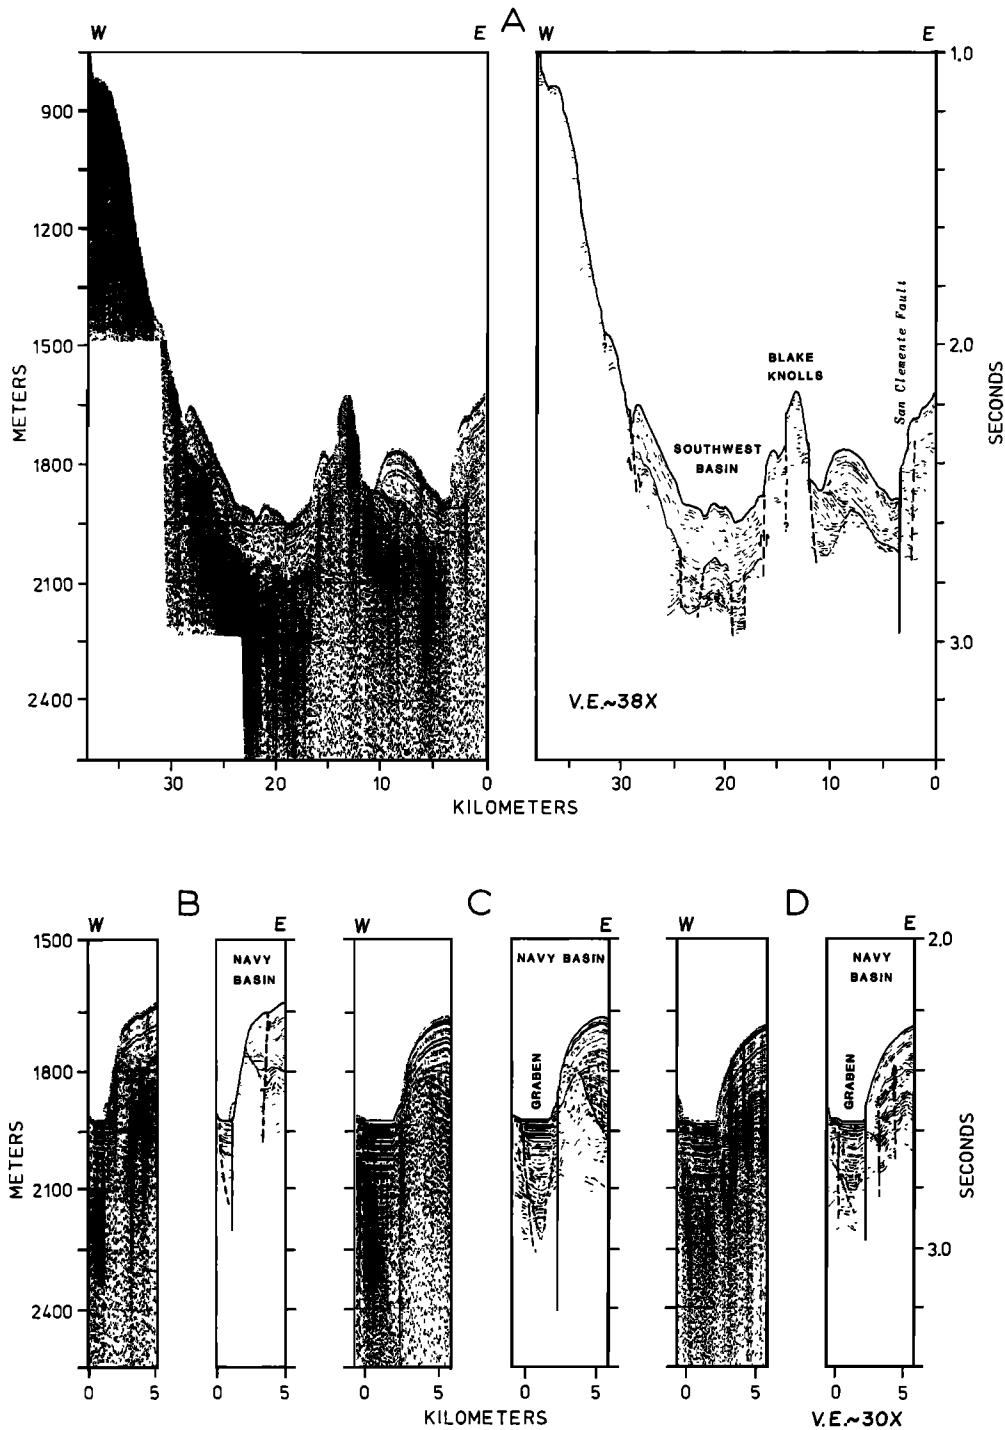 A
W E W E
900
1200
1500
1800
2100
2400
METERS
30 20 10 0
1.0
2.0
3.0
SECONDS
San Clemente Fault
BLAKE
KNOLLS
SOUTHWEST
BASIN
V.E.~38X
30 20 10 0
KILOMETERS
B C D
W E W E W E
1500
1800
2100
2400
METERS
NAVY
BASIN
NAVY BASIN
GRABEN
NAVY
BASIN
GRABEN
2.0
3.0
SECONDS
0 5 0 5 0 5 0 5 0 5 0 5
KILOMETERS
V.E.~30X